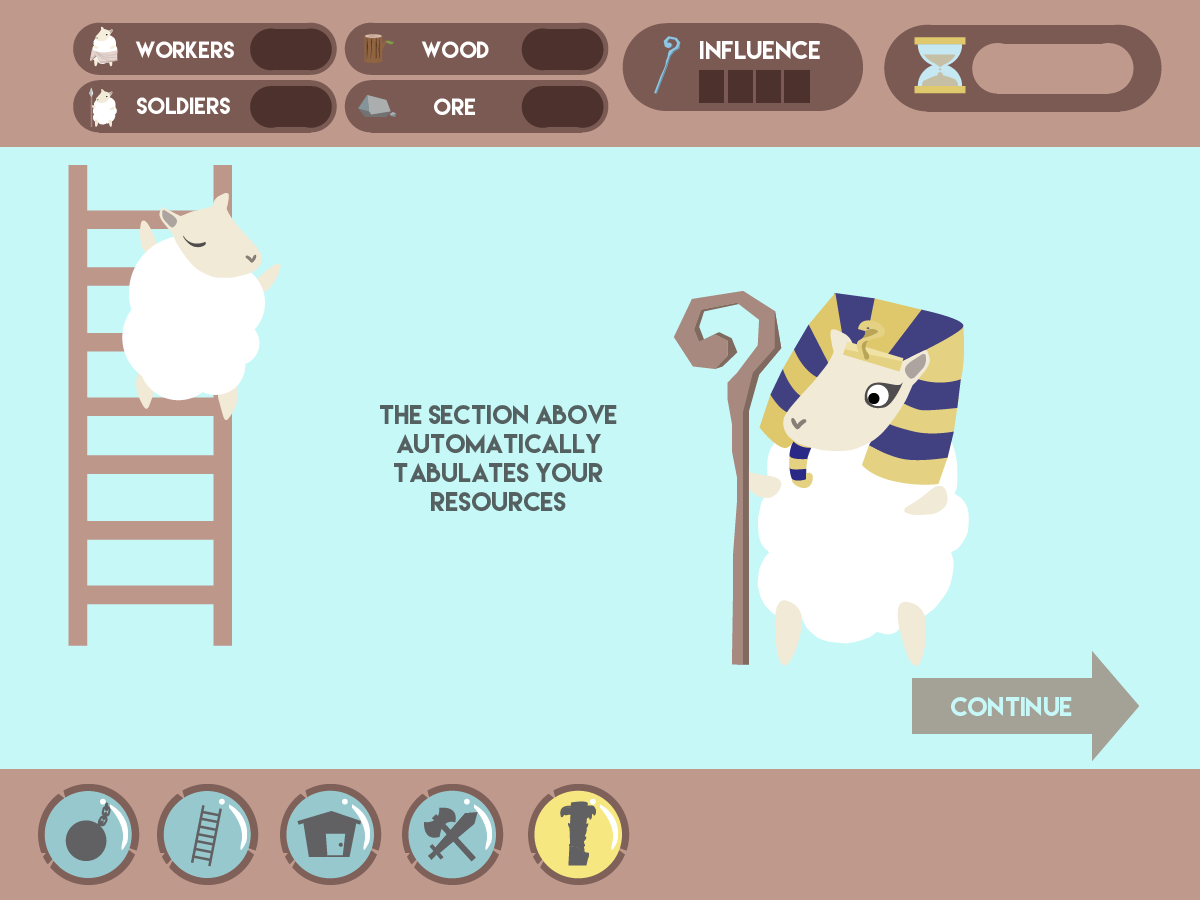 WORKERS
WOOD
INFLUENCE
SOLDIERS
ORE
THE SECTION ABOVE
AUTOMATICALLY
TABULATES YOUR
RESOURCES
CONTINUE